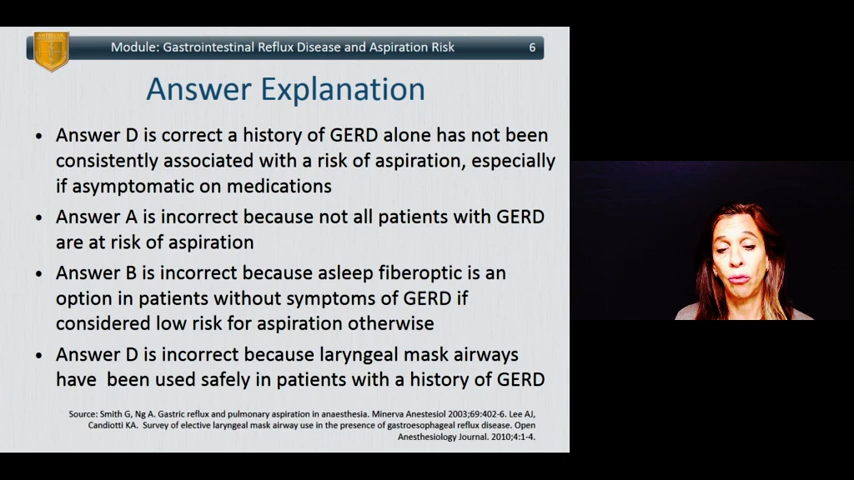 Module: Gastrointestinal Reflux Disease and Aspiration Risk 6
Answer Explanation
• Answer D is correct a history of GERD alone has not been
consistently associated with a risk of aspiration, especially
if asymptomatic on medications
• Answer A is incorrect because not all patients with GERD
are at risk of aspiration
• Answer B is incorrect because asleep fiberoptic is an
option in patients without symptoms of GERD if
considered low risk for aspiration otherwise
• Answer D is incorrect because laryngeal mask airways
have been used safely in patients with a history of GERD
Source: Smith G, Ng A. Gastric reflux and pulmonary aspiration in anaesthesia. Minerva Anestesiol 2003;69:402-6. Lee AJ,
Candiotti KA. Survey of elective laryngeal mask airway use in the presence of gastroesophageal reflux disease. Open
Anesthesiology Journal. 2010;4:1-4.